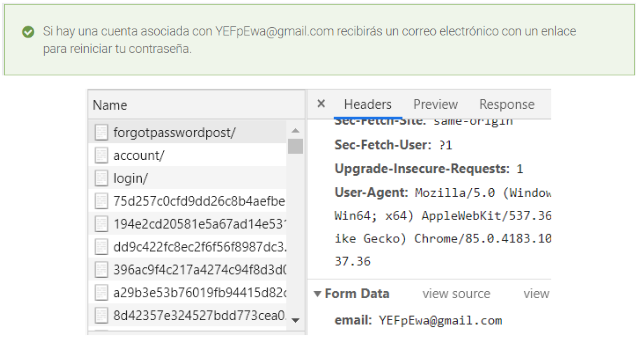 Si hay una cuenta asociada con YEFpEwa@gmail.com recibirás un correo electrónico con un enlace
para reiniciar tu contraseña.
Name
× Headers Preview Response
forgotpasswordpost/
account/
login/
75d257c0cfd9dd26c8b4aefbe
194e2cd20581e5a67ad14e531
dd9c422fc8ec2f6f56f8987dc3.
396ac9f4c217a4274c94f8d3d0
a29b3e53b76019fb94415d82c
8d42357e324527bdd773cea0
Sec-Fetch-Site: same-origin
Sec-Fetch-User: ?1
Upgrade-Insecure-Requests: 1
User-Agent: Mozilla/5.0 (Window
Win64; x64) AppleWebKit/537.36
ike Gecko) Chrome/85.0.4183.10
37.36
Form Data view source view
email: YEFpEwa@gmail.com